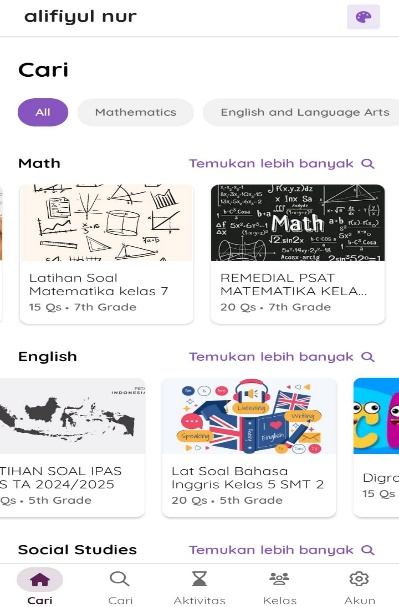 alifiyul nur
Cari
All
Mathematics
English and Language Arts
Math
Temukan lebih banyak
Math
Latihan Soal
Matematika kelas 7
15 Qs • 7th Grade
REMEDIAL PSAT
MATEMATIKA KELA...
20 Qs • 7th Grade
English
Temukan lebih banyak
INDONESIA
TIHAN SOAL IPAS
S TA 2024/2025
Qs • 5th Grade
Listening
Writing
Speaking
English
Lat Soal Bahasa
Inggris Kelas 5 SMT 2
20 Qs • 5th Grade
Digra
15 Qs
Social Studies
Temukan lebih banyak
Cari
Cari
Aktivitas
Kelas
Akun